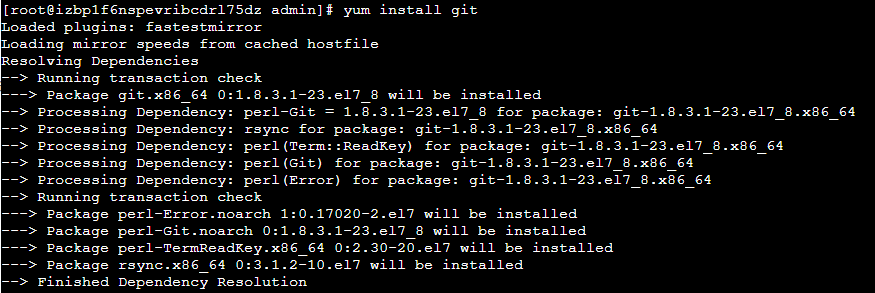 [root@izbp1f6nspevribcdrl75dz admin]# yum install git
Loaded plugins: fastestmirror
Loading mirror speeds from cached hostfile
Resolving Dependencies
--> Running transaction check
---> Package git.x86_64 0:1.8.3.1-23.el7_8 will be installed
--> Processing Dependency: perl-Git = 1.8.3.1-23.el7_8 for package: git-1.8.3.1-23.el7_8.x86_64
--> Processing Dependency: rsync for package: git-1.8.3.1-23.el7_8.x86_64
--> Processing Dependency: perl(Term::ReadKey) for package: git-1.8.3.1-23.el7_8.x86_64
--> Processing Dependency: perl(Git) for package: git-1.8.3.1-23.el7_8.x86_64
--> Processing Dependency: perl(Error) for package: git-1.8.3.1-23.el7_8.x86_64
--> Running transaction check
---> Package perl-Error.noarch 1:0.17020-2.el7 will be installed
---> Package perl-Git.noarch 0:1.8.3.1-23.el7_8 will be installed
---> Package perl-TermReadKey.x86_64 0:2.30-20.el7 will be installed
---> Package rsync.x86_64 0:3.1.2-10.el7 will be installed
--> Finished Dependency Resolution